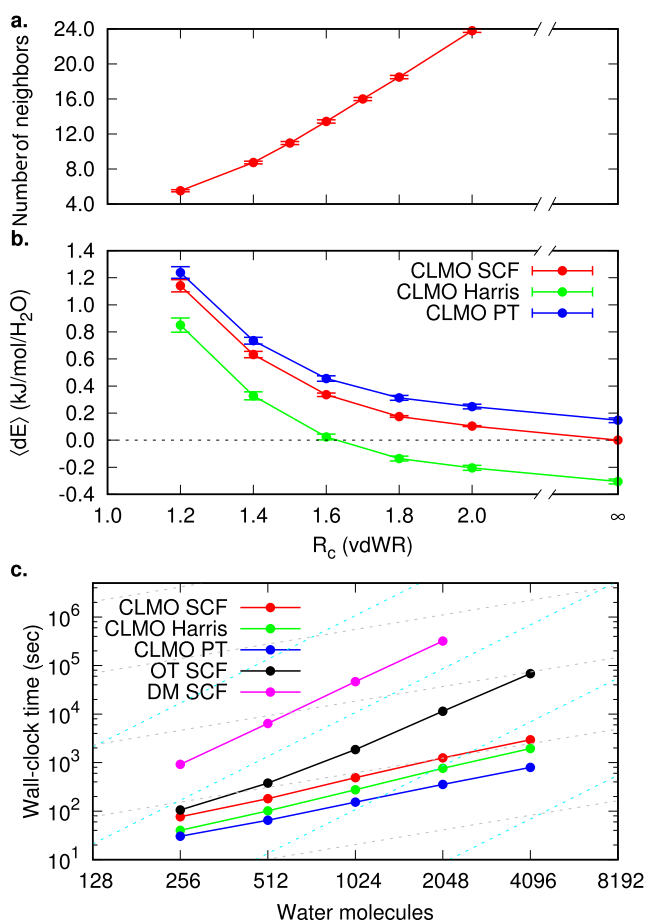 a.
Number of neighbors
24.0
20.0
16.0
12.0
8.0
4.0
b.
⟨dE⟩ (kJ/mol/H₂O)
1.4
1.2
1.0
0.8
0.6
0.4
0.2
0.0
-0.2
-0.4
CLMO SCF
CLMO Harris
CLMO PT
1.0 1.2 1.4 1.6 1.8 2.0 ∞
R_c (vdWR)
c.
Wall-clock time (sec)
10⁶
10⁵
10⁴
10³
10²
10¹
CLMO SCF
CLMO Harris
CLMO PT
OT SCF
DM SCF
128 256 512 1024 2048 4096 8192
Water molecules